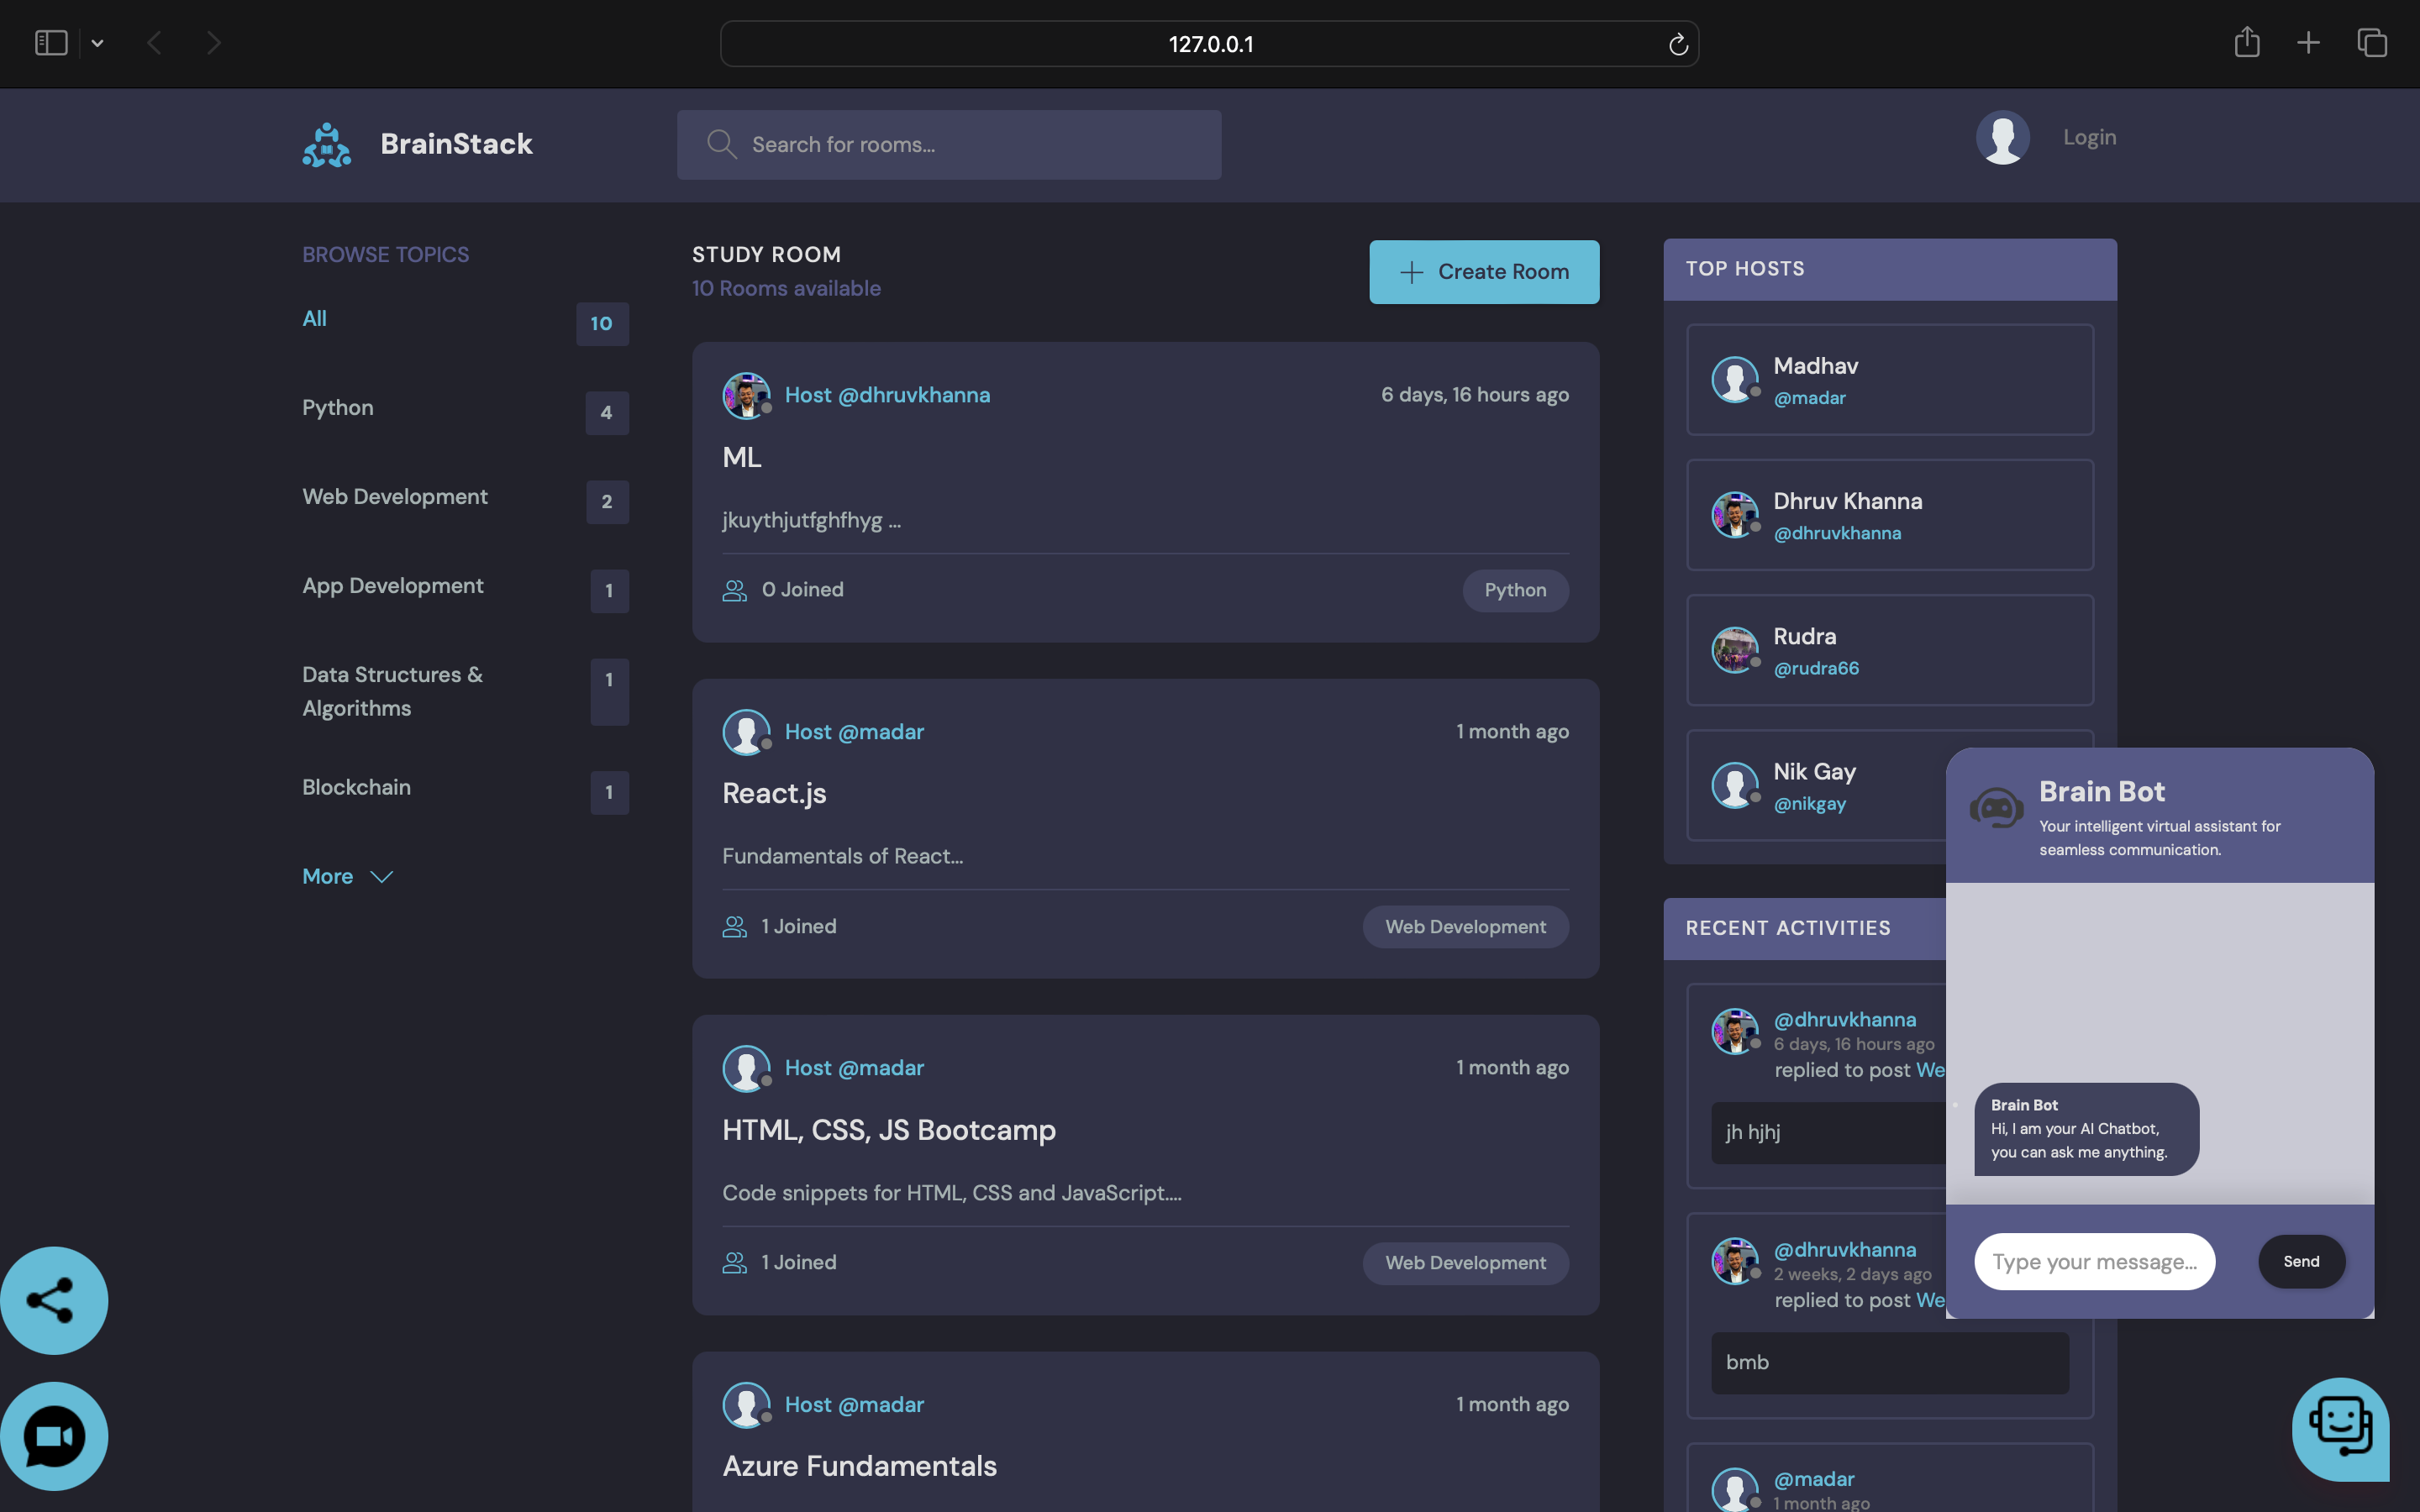 127.0.0.1
BrainStack
Search for rooms...
Login
BROWSE TOPICS
All
10
Python
4
Web Development
2
App Development
1
Data Structures &
Algorithms
1
Blockchain
1
More
STUDY ROOM
10 Rooms available
Create Room
Host @dhruvkhanna
6 days, 16 hours ago
ML
jkuythjutfghfhyg ...
0 Joined
Python
Host @madar
1 month ago
React.js
Fundamentals of React...
1 Joined
Web Development
Host @madar
1 month ago
HTML, CSS, JS Bootcamp
Code snippets for HTML, CSS and JavaScript....
1 Joined
Web Development
Host @madar
1 month ago
Azure Fundamentals
TOP HOSTS
Madhav
@madar
Dhruv Khanna
@dhruvkhanna
Rudra
@rudra66
Nik Gay
@nikgay
RECENT ACTIVITIES
@dhruvkhanna
6 days, 16 hours ago
replied to post We
jh hjhj
@dhruvkhanna
2 weeks, 2 days ago
replied to post We
bmb
@madar
1 month ago
Brain Bot
Your intelligent virtual assistant for
seamless communication.
Brain Bot
Hi, I am your AI Chatbot,
you can ask me anything.
Type your message...
Send